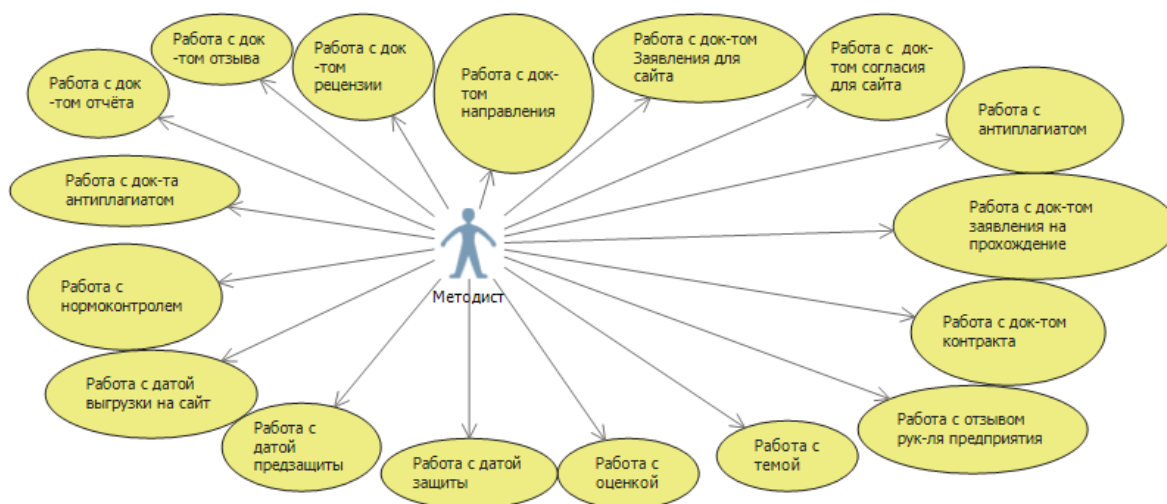 Работа с док
-том отзыва
Работа с док
-том
рецензии
Работа с док-
том
направления
Работа с док-том
Заявления для
сайта
Работа с док-
том согласия
для сайта
Работа с док
-том отчёта
Работа с
антиплагиатом
Работа с док-та
антиплагиатом
Работа с док-том
заявления на
прохождение
Работа с
нормоконтролем
Методист
Работа с док-том
контракта
Работа с датой
выгрузки на сайт
Работа с отзывом
рук-ля предприятия
Работа с
датой
предзащиты
Работа с датой
защиты
Работа с
оценкой
Работа с
темой